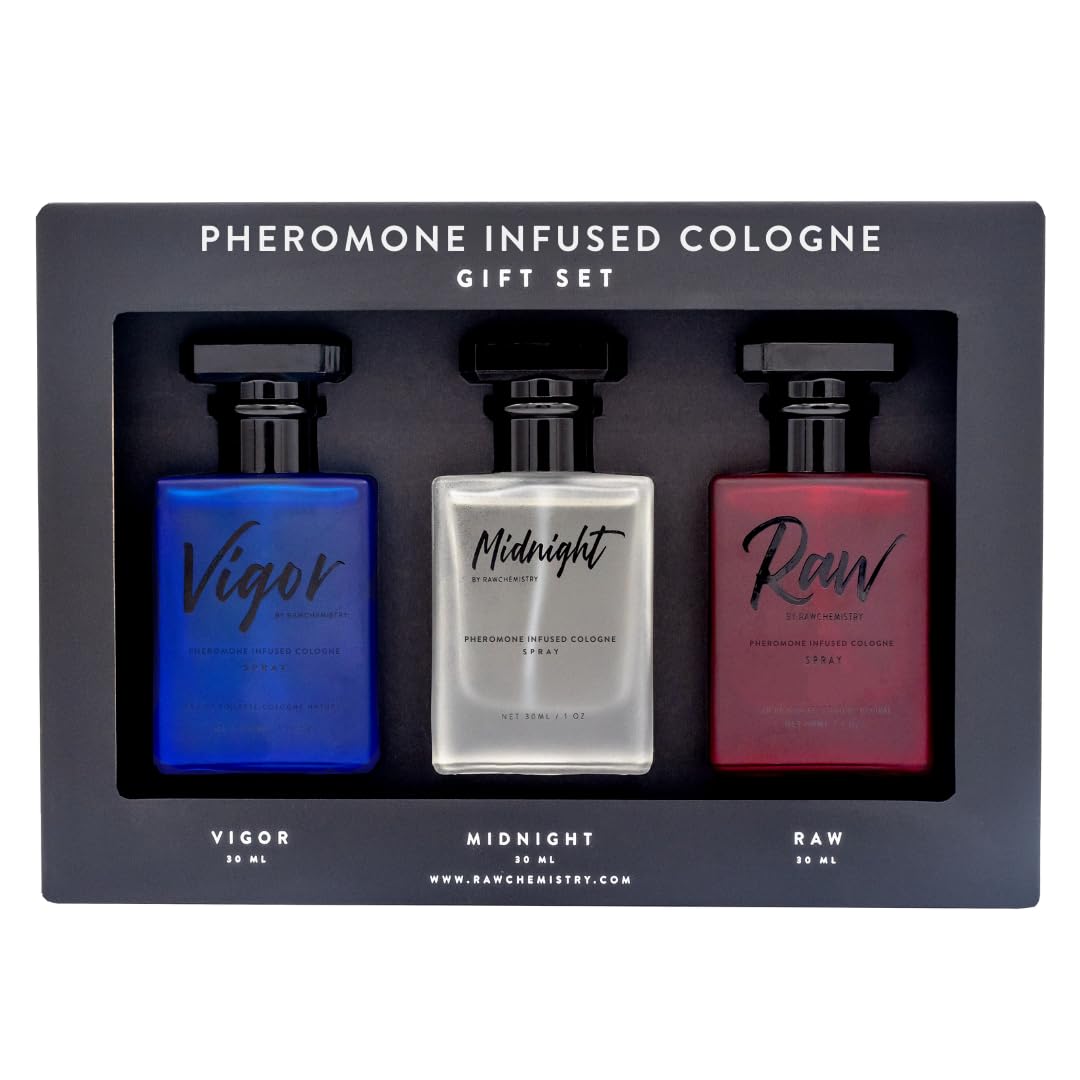 PHEROMONE INFUSED COLOGNE
GIFT SET
Vigor
BY RAWCHEMISTRY
PHEROMONE INFUSED COLOGNE
SPRAY
Midnight
BY RAWCHEMISTRY
PHEROMONE INFUSED COLOGNE
SPRAY
NET 30ML / 1 OZ
Raw
BY RAWCHEMISTRY
PHEROMONE INFUSED COLOGNE
SPRAY
VIGOR
30 ML
MIDNIGHT
30 ML
RAW
30 ML
WWW.RAWCHEMISTRY.COM